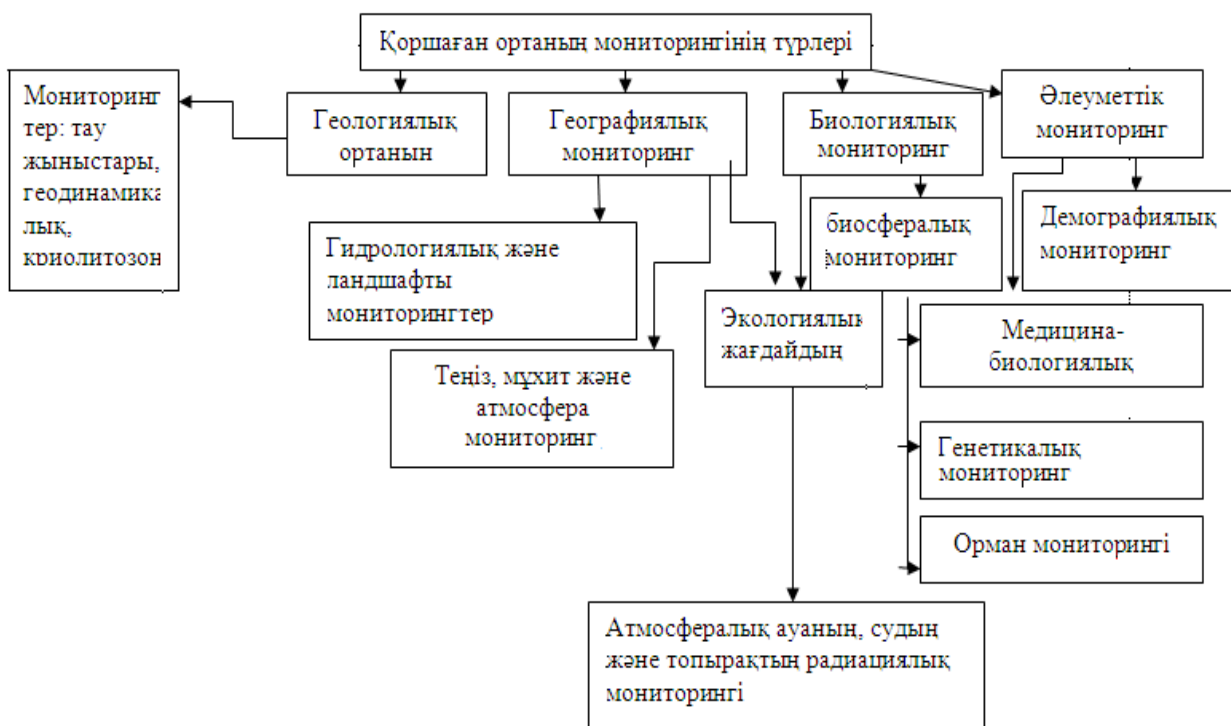 Қоршаған ортаның мониторингінің түрлері
Мониторинг
тер: тау
жыныстары,
геодинамика
лық,
криолитозон
Геологиялық
ортанын
Географиялық
мониторинг
Биологиялық
мониторинг
Әлеуметтік
мониторинг
Гидрологиялық және
ландшафты
мониторингтер
биосфералық
мониторинг
Демографиялық
мониторинг
Теңіз, мұхит және
атмосфера
мониторинг
Экологиялық
жағдайдың
Медицина-
биологиялық
Генетикалық
мониторинг
Орман мониторингі
Атмосфералық ауаның, судың
және топырақтың радиациялық
мониторингі